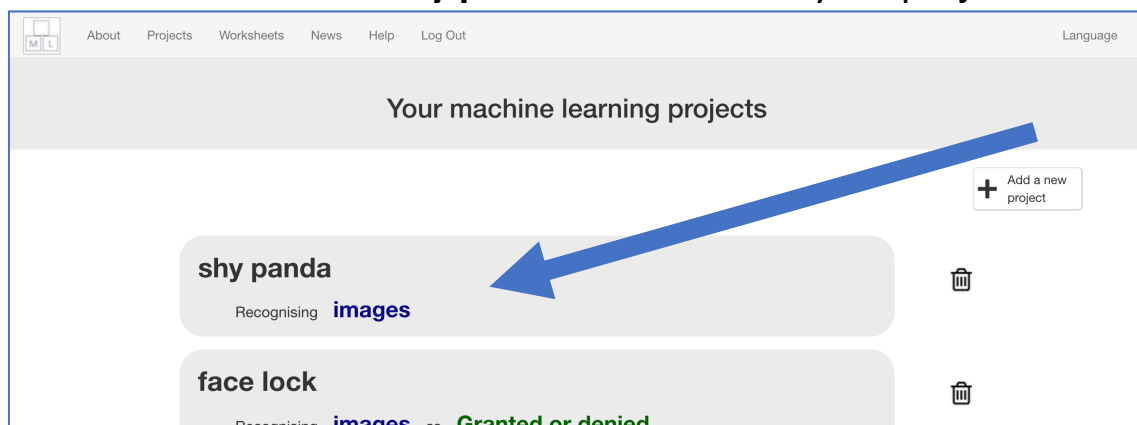 M L
About Projects Worksheets News Help Log Out Language
Your machine learning projects
Add a new
project
shy panda
Recognising images
face lock
Recognising images as Granted or denied